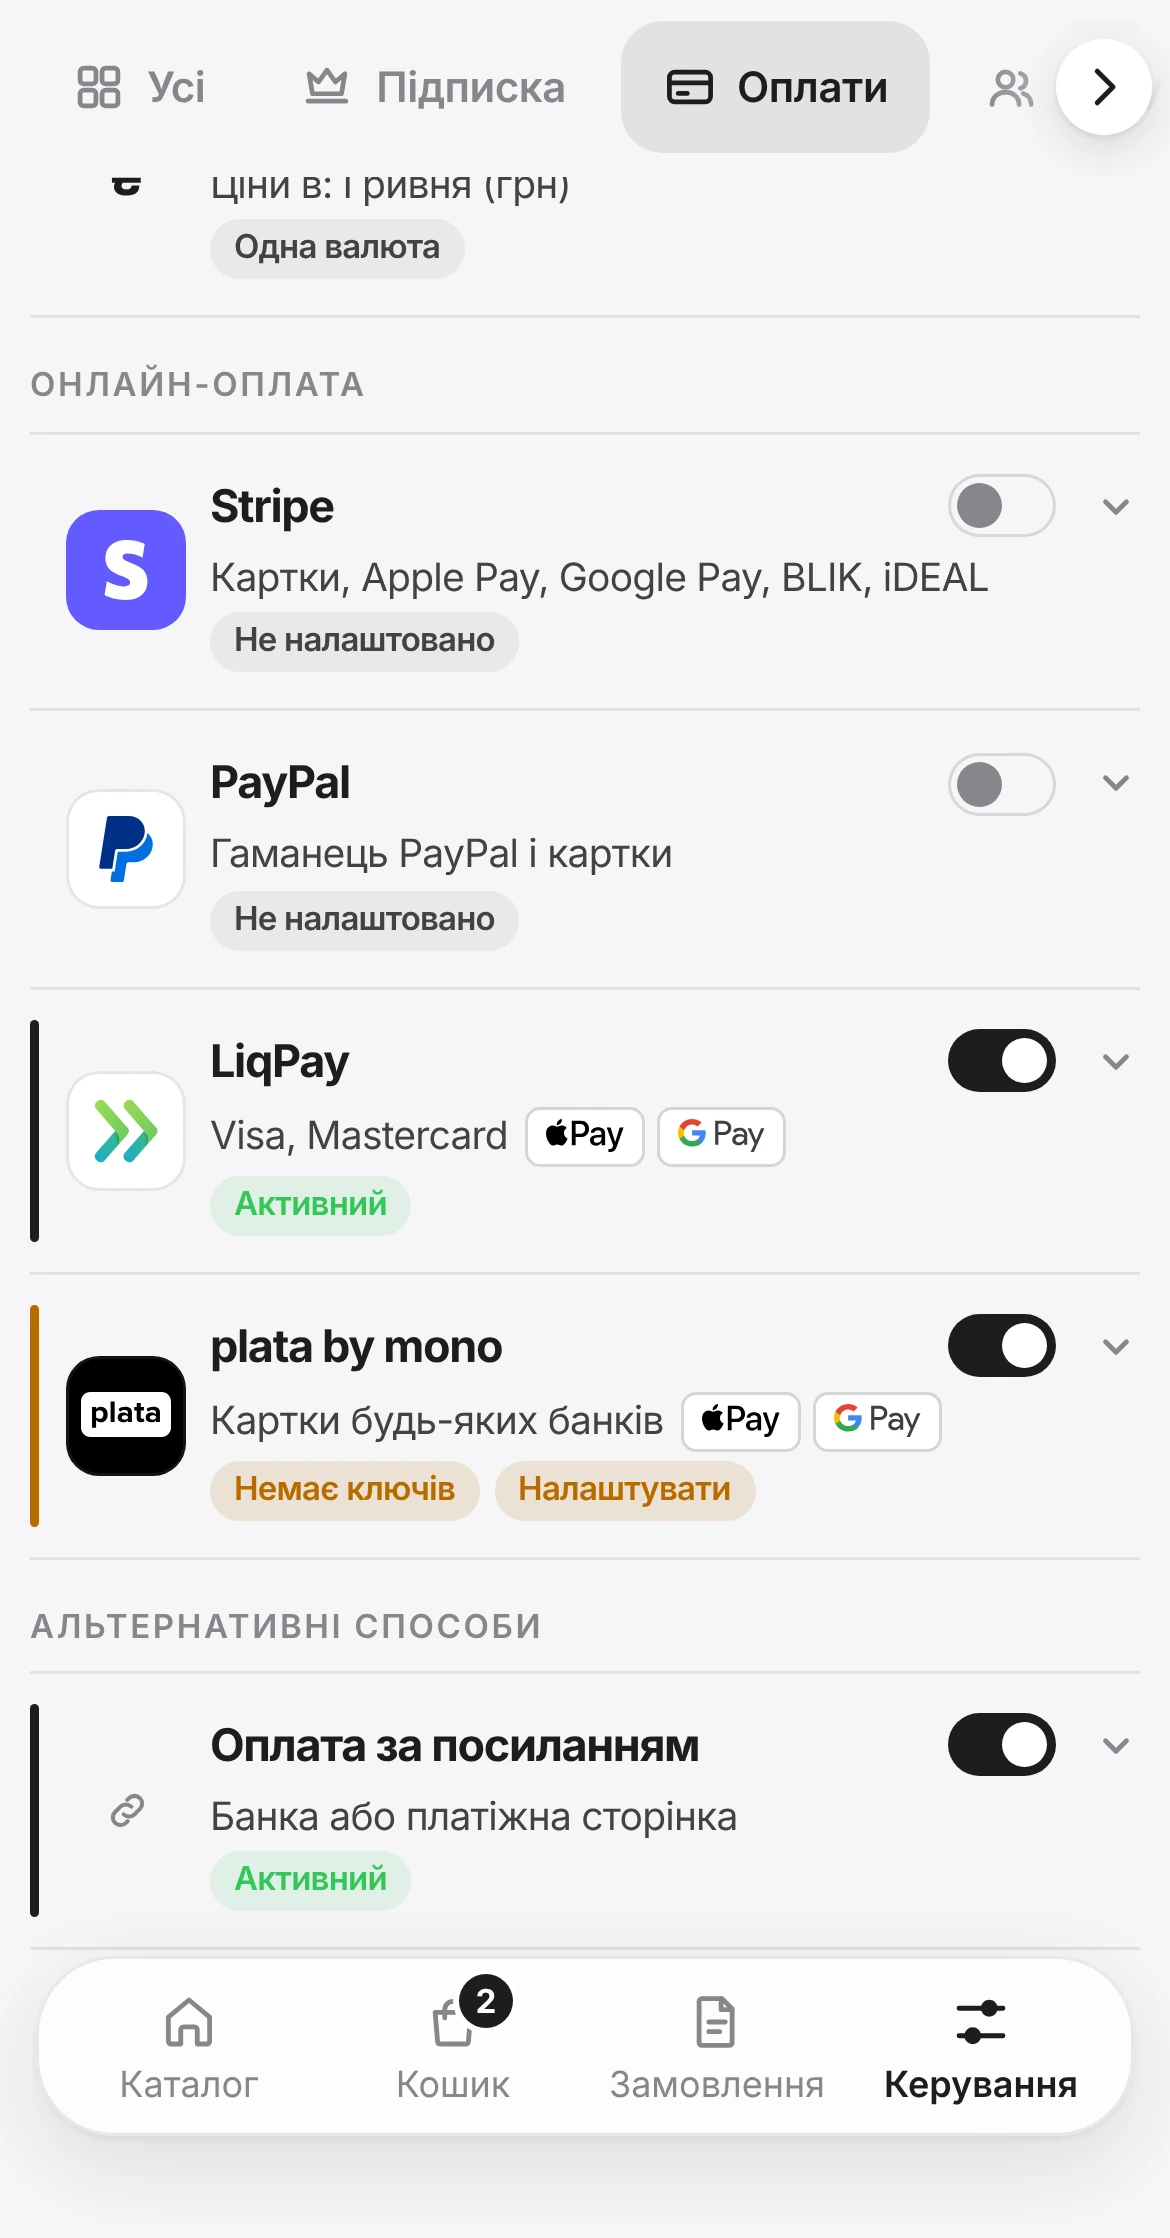 Усі
Підписка
Оплати
Ціни в: Гривня (грн)
Одна валюта
ОНЛАЙН-ОПЛАТА
Stripe
Картки, Apple Pay, Google Pay, BLIK, iDEAL
Не налаштовано
PayPal
Гаманець PayPal і картки
Не налаштовано
LiqPay
Visa, Mastercard Pay G Pay
Активний
plata by mono
plata
Картки будь-яких банків Pay G Pay
Немає ключів Налаштувати
АЛЬТЕРНАТИВНІ СПОСОБИ
Оплата за посиланням
Банка або платіжна сторінка
Активний
2
Каталог Кошик Замовлення Керування